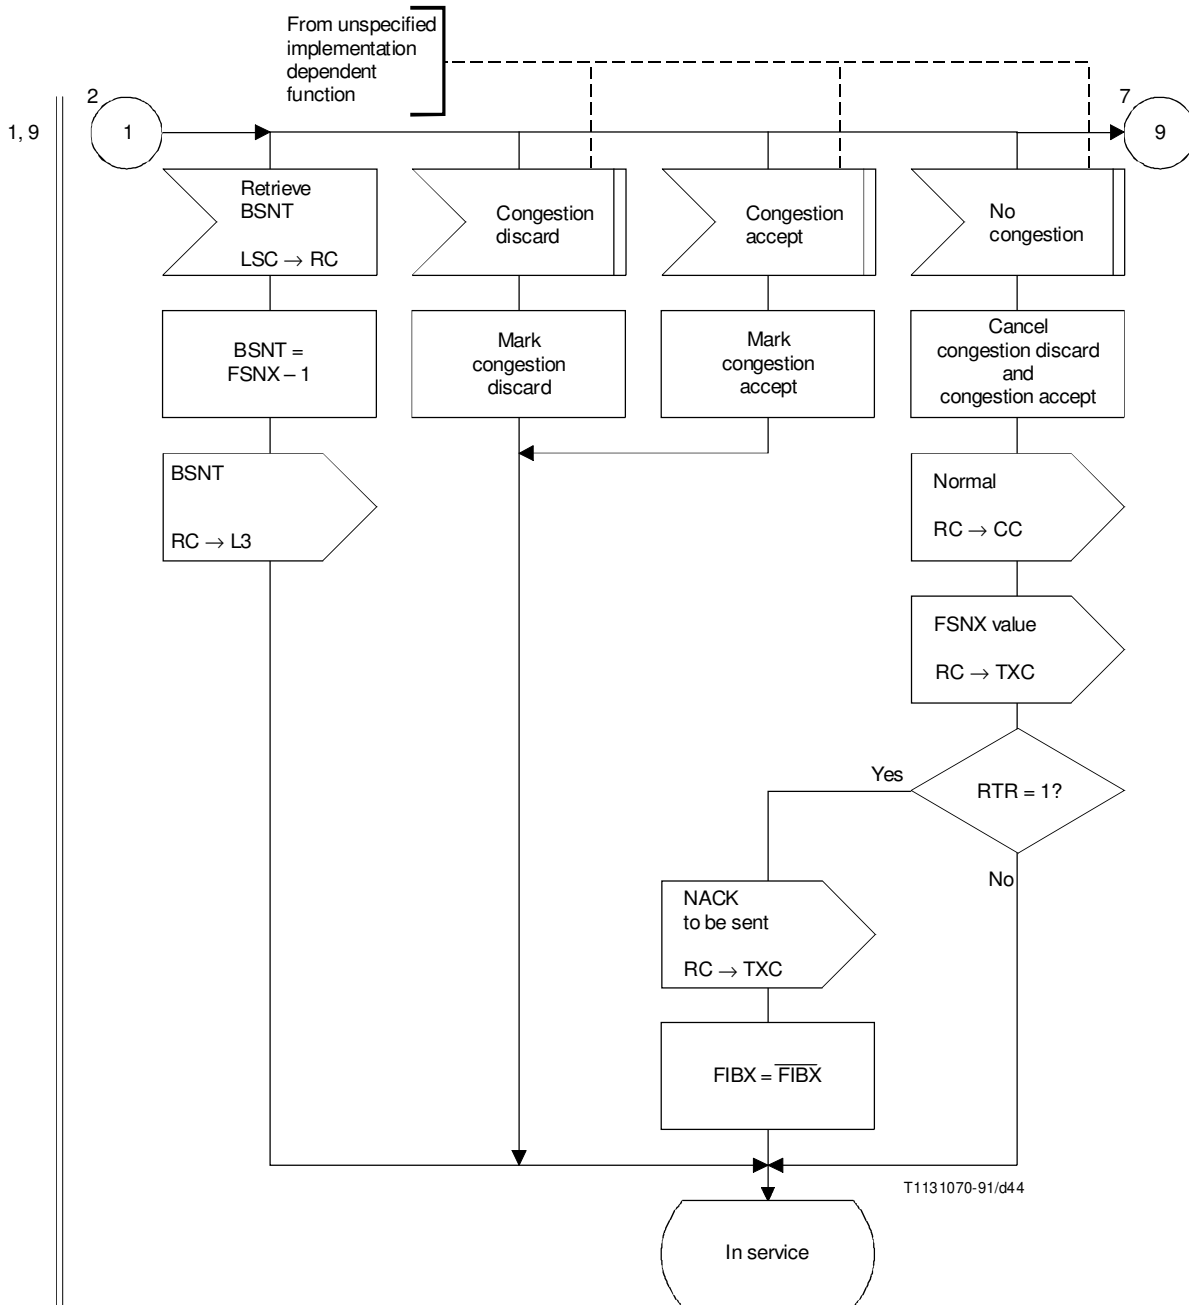 From unspecified
implementation
dependent
function
2
7
1, 9
1
9
Retrieve
BSNT
LSC → RC
Congestion
discard
Congestion
accept
No
congestion
BSNT =
FSNX – 1
Mark
congestion
discard
Mark
congestion
accept
Cancel
congestion discard
and
congestion accept
BSNT
RC → L3
Normal
RC → CC
FSNX value
RC → TXC
Yes
RTR = 1?
No
NACK
to be sent
RC → TXC
FIBX = F̅I̅B̅X̅
T1131070-91/d44
In service